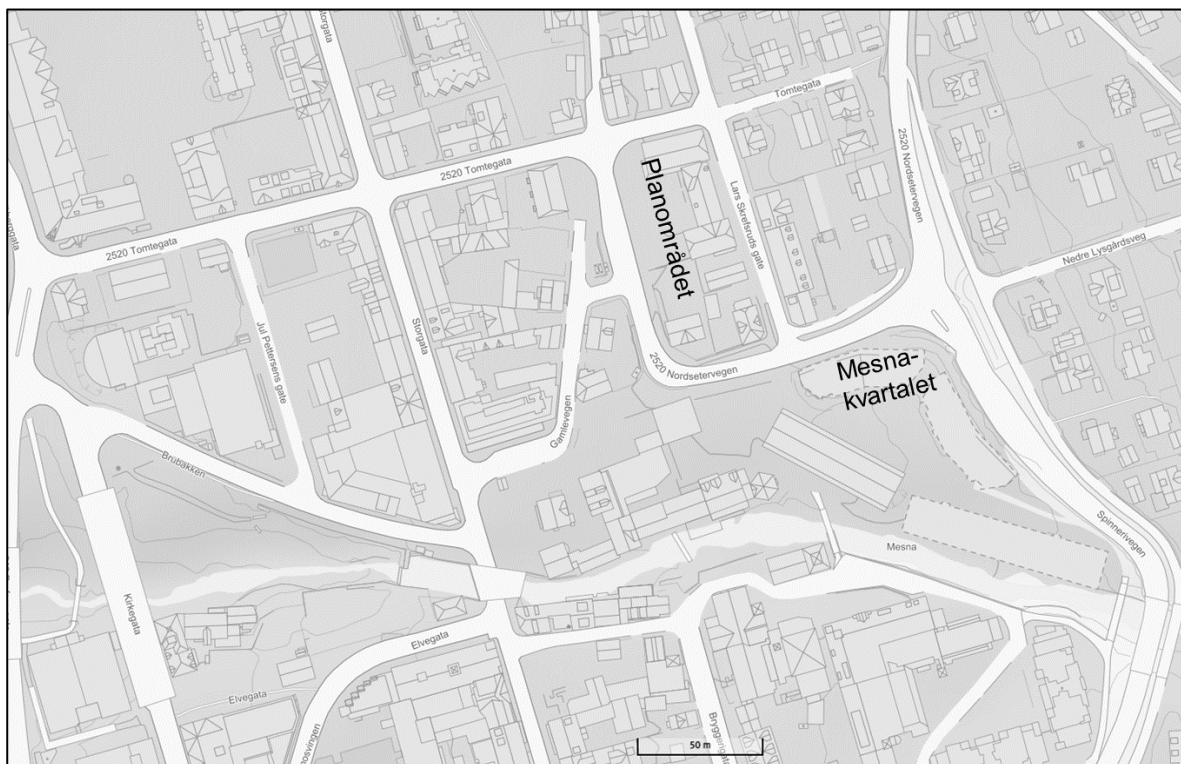 Storgata
Tomtegata
2520 Nordsetervegen
2520 Tomtegata
Planområdet
Lars Skrefsruds gate
2520 Tomtegata
Nedre Lysgårdsveg
Jul Pettersens gate
Storgata
2520 Nordsetervegen
Mesna-
kvartalet
Gamlevegen
Brubakken
Spinnerivegen
Mesna
Kirkegata
Elvegata
Elvegata
50 m